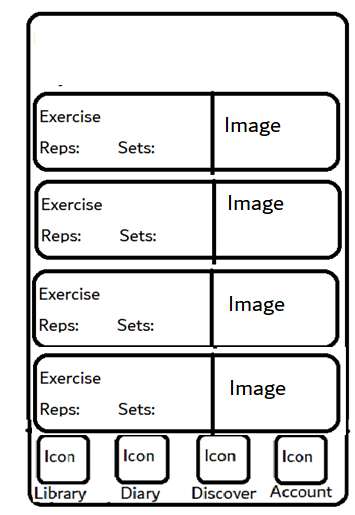 Exercise
Image
Reps: Sets:
Exercise
Image
Reps: Sets:
Exercise
Image
Reps: Sets:
Exercise
Image
Reps: Sets:
Icon Icon Icon Icon
Library Diary Discover Account